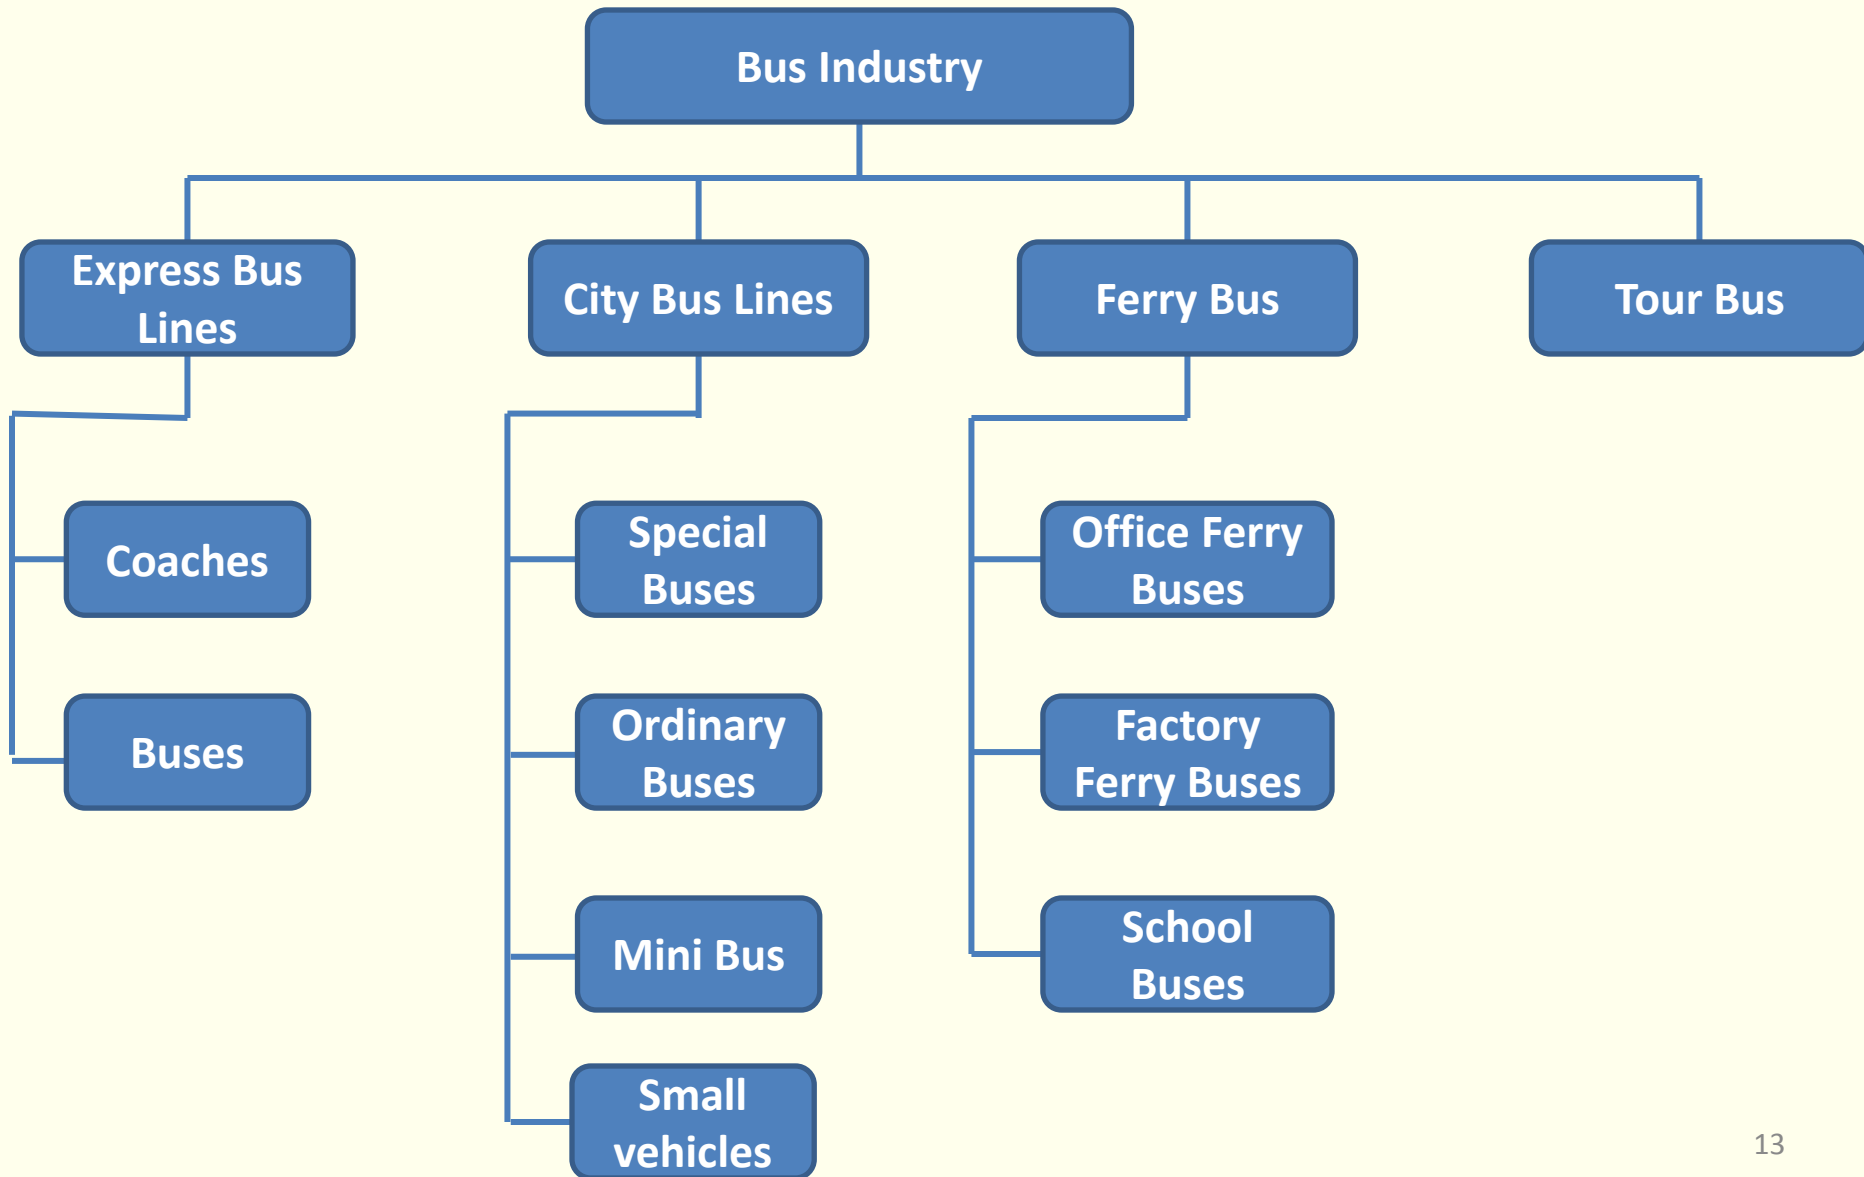 Bus Industry
Express Bus
Lines
City Bus Lines
Ferry Bus
Tour Bus
Coaches
Buses
Special
Buses
Ordinary
Buses
Mini Bus
Small
vehicles
Office Ferry
Buses
Factory
Ferry Buses
School
Buses
13